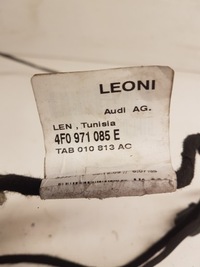 LEONI
Audi AG.
LEN , Tunisia
4F0 971 085 E
TAB 010 813 AC